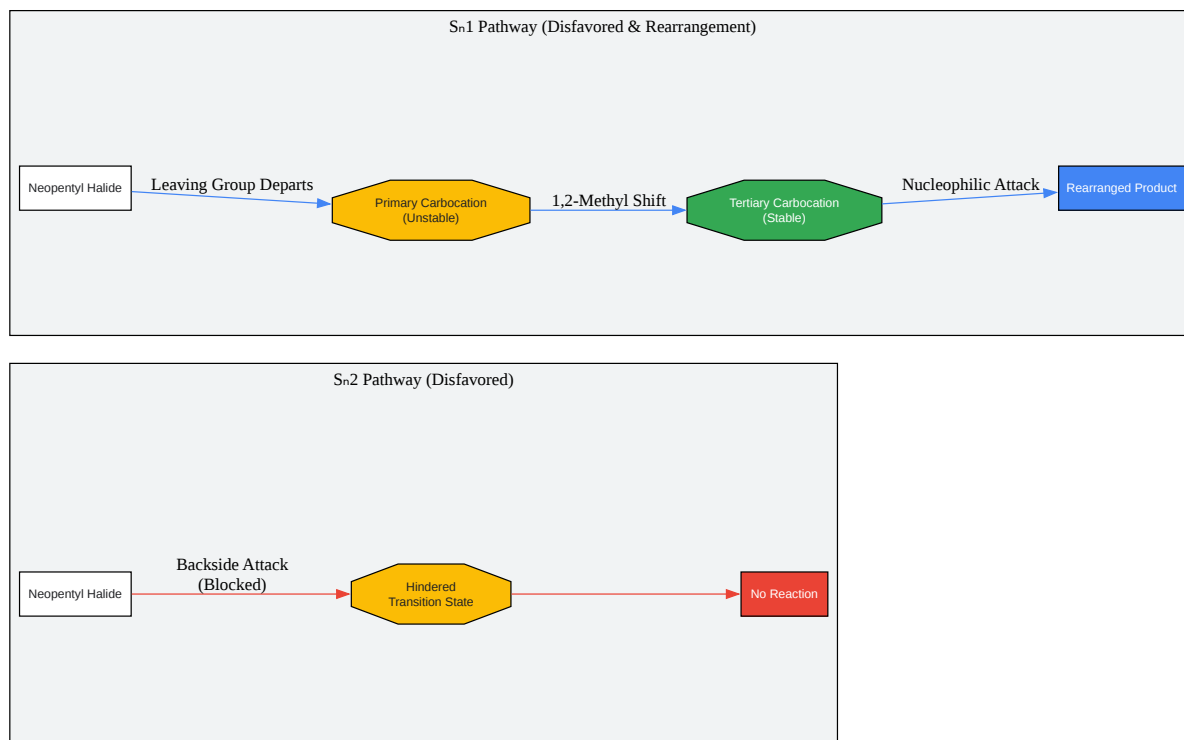 Sₙ1 Pathway (Disfavored & Rearrangement)
Neopentyl Halide
Leaving Group Departs
Primary Carbocation
(Unstable)
1,2-Methyl Shift
Tertiary Carbocation
(Stable)
Nucleophilic Attack
Rearranged Product
Sₙ2 Pathway (Disfavored)
Neopentyl Halide
Backside Attack
(Blocked)
Hindered
Transition State
No Reaction